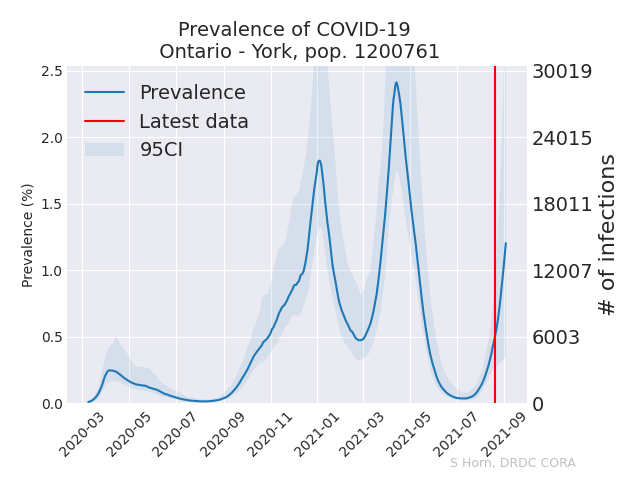 Prevalence of COVID-19
Ontario - York, pop. 1200761
Prevalence
Latest data
95CI
Prevalence (%)
2.5
2.0
1.5
1.0
0.5
0.0
30019
24015
18011
12007
6003
0
# of infections
2020-03
2020-05
2020-07
2020-09
2020-11
2021-01
2021-03
2021-05
2021-07
2021-09
S Horn, DRDC CORA